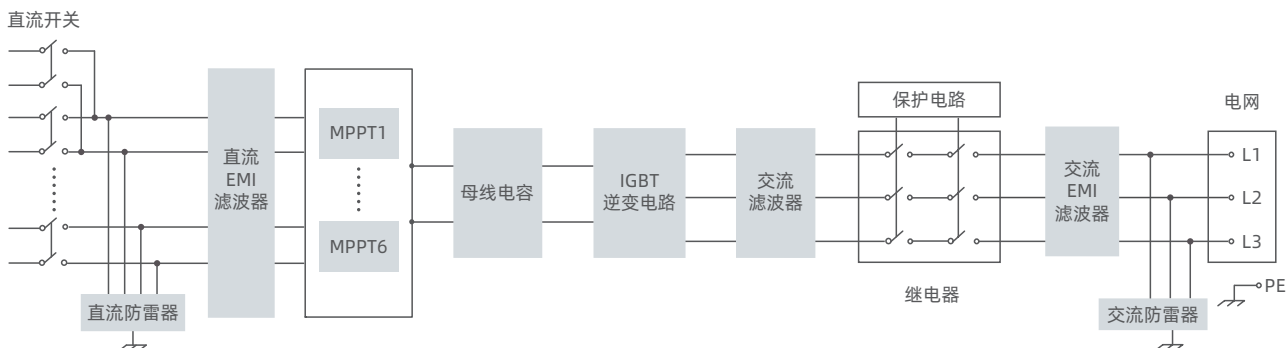 直流开关
直流
EMI
滤波器
MPPT1
MPPT6
母线电容
IGBT
逆变电路
交流
滤波器
保护电路
继电器
交流
EMI
滤波器
电网
L1
L2
L3
PE
直流防雷器
交流防雷器